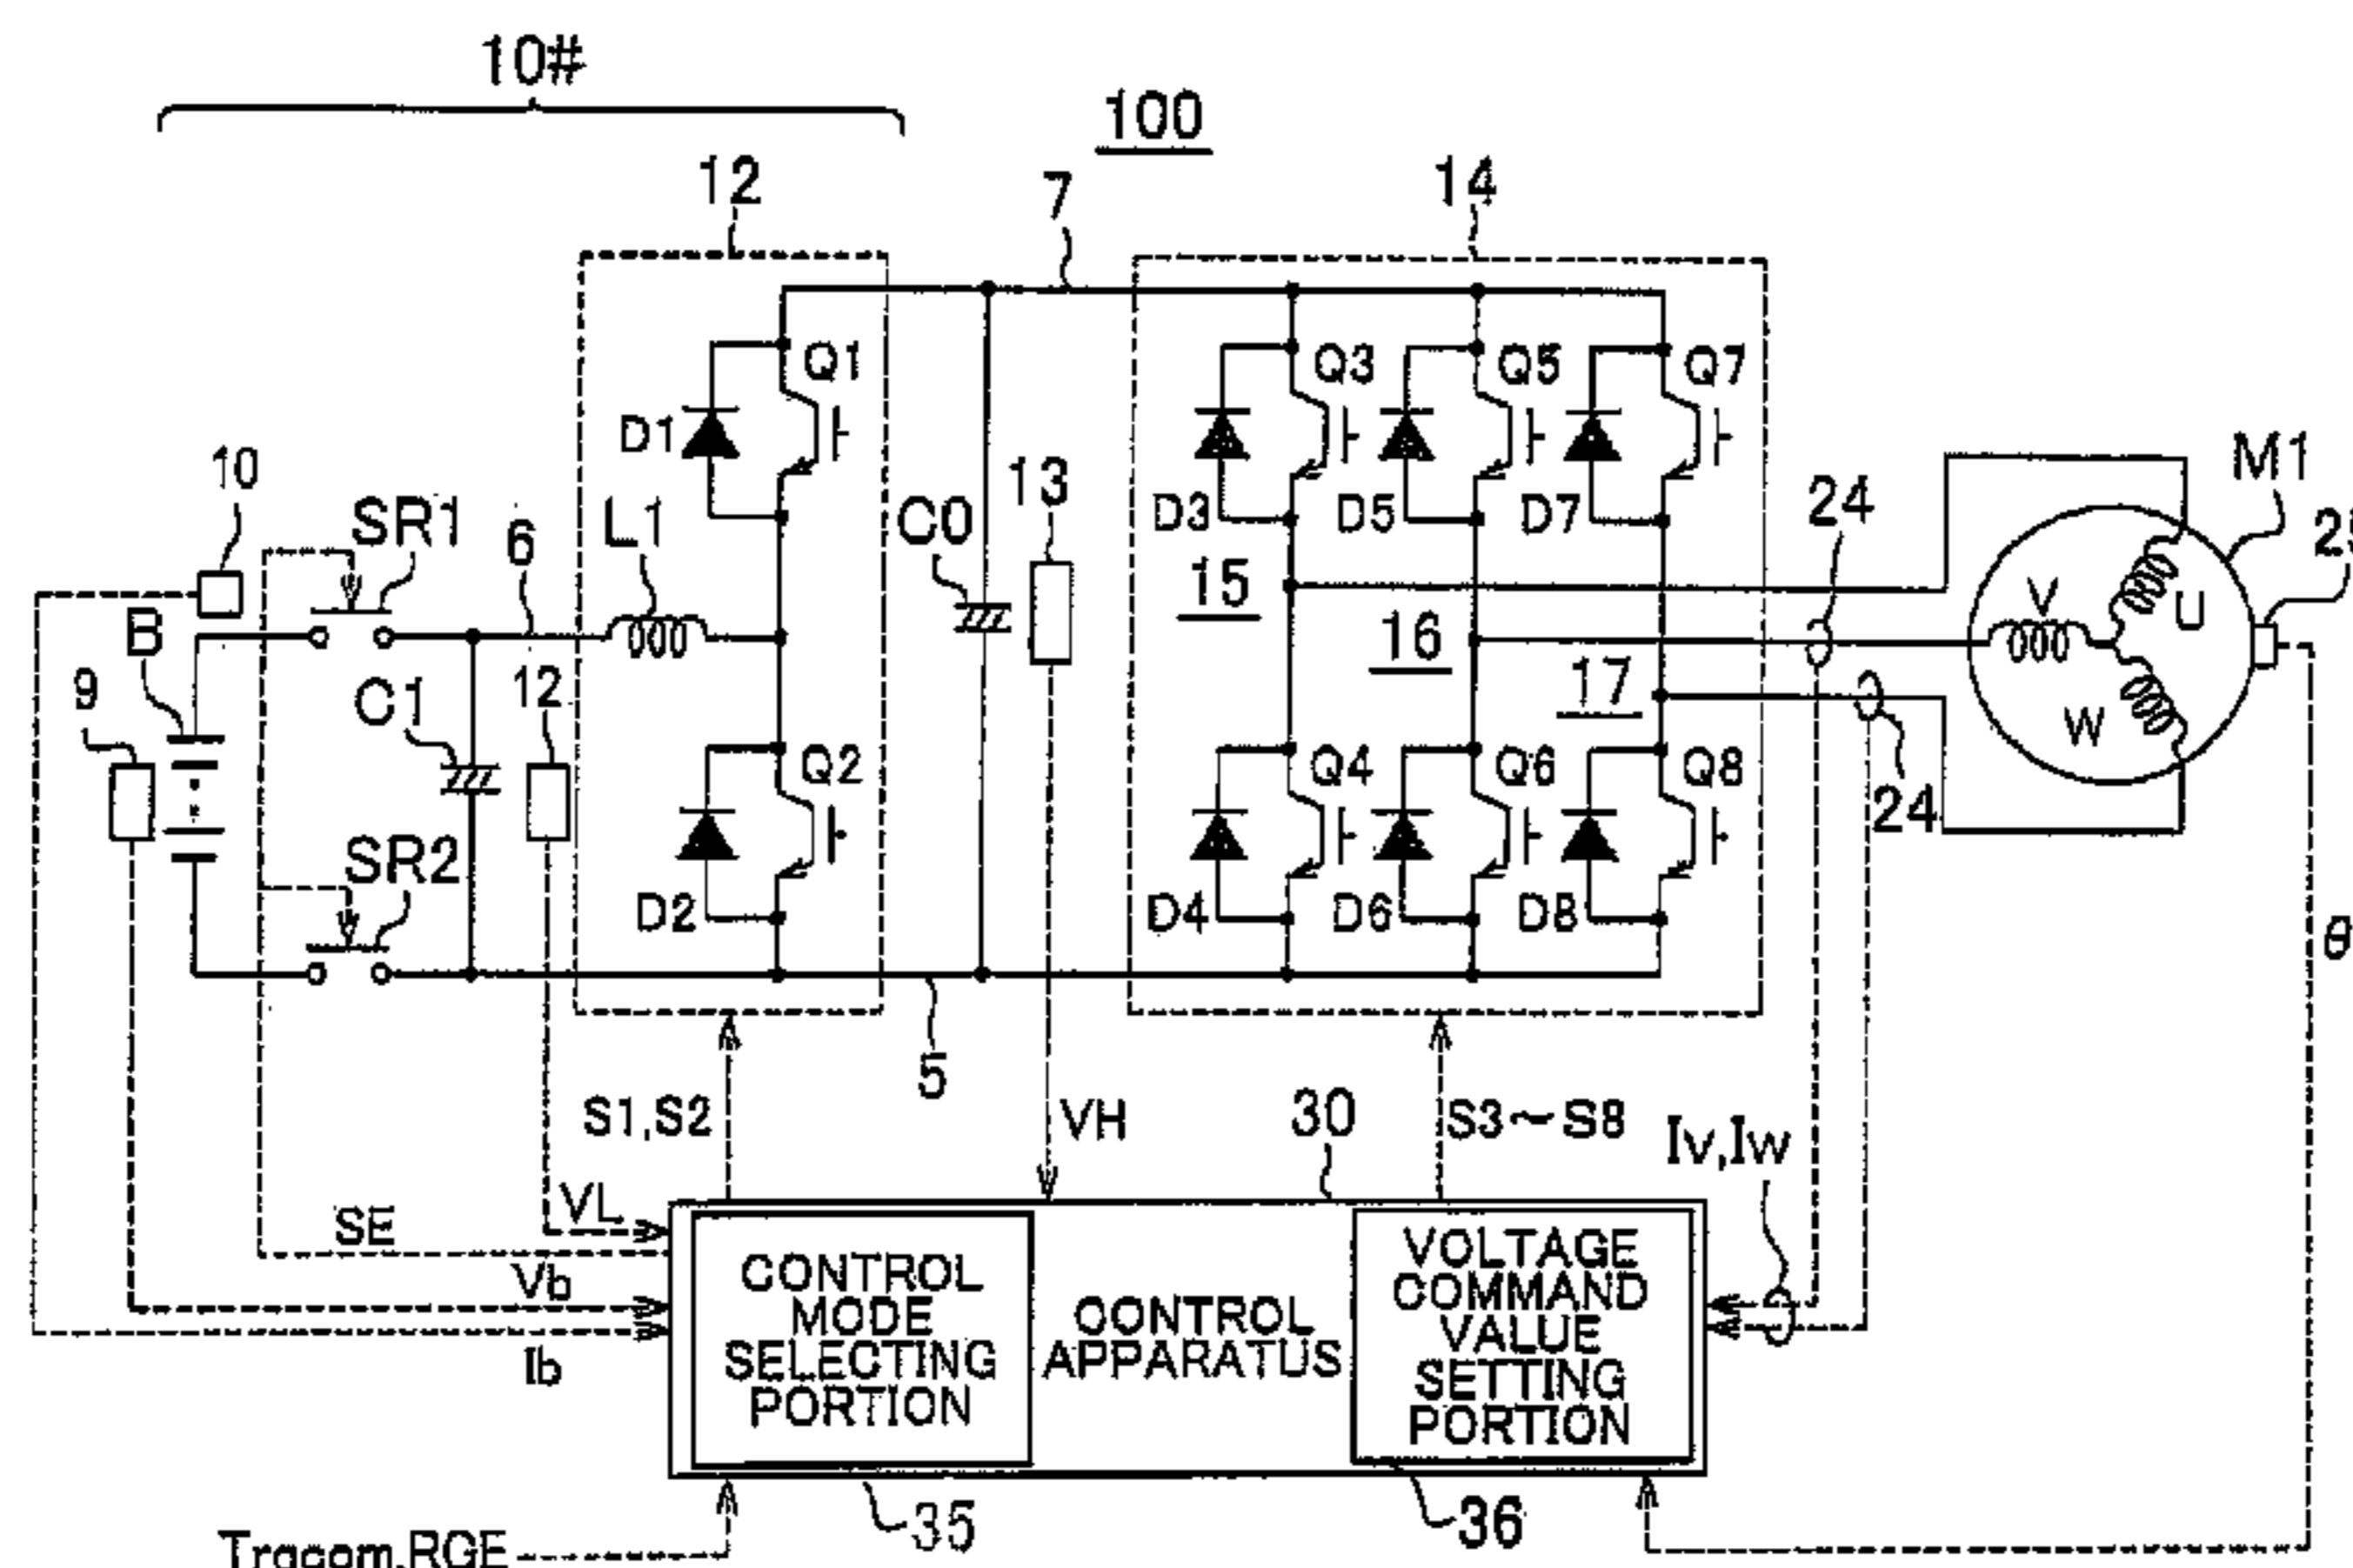 10#
100
12
7
14
Q1
Q3
Q5
Q7
D1
M1
10
13
24
SR1
L1
C0
D3
D5
D7
6
15
V
U
B
16
9
12
17
C1
W
Q2
Q4
Q6
Q8
24
SR2
D2
D4
D6
D8
θ
5
S1,S2
VH
30
S3~S8
Iv,Iw
VL
SE
Vb
Ib
CONTROL
MODE
SELECTING
PORTION
CONTROL
APPARATUS
VOLTAGE
COMMAND
VALUE
SETTING
PORTION
35
36
Trqcom,RGE